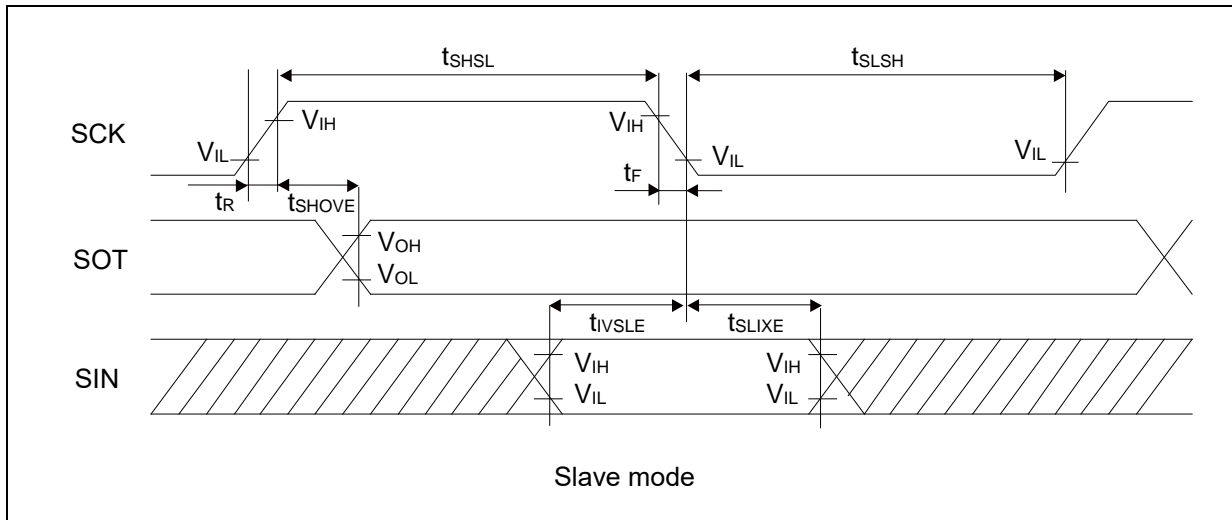 tSHSL tSLSH
SCK VIL VIH VIH VIL VIL
tR tSHOVE tF
SOT VOH
VOL
tIVSLE tSLIXE
SIN VIH VIH
VIL VIL
Slave mode